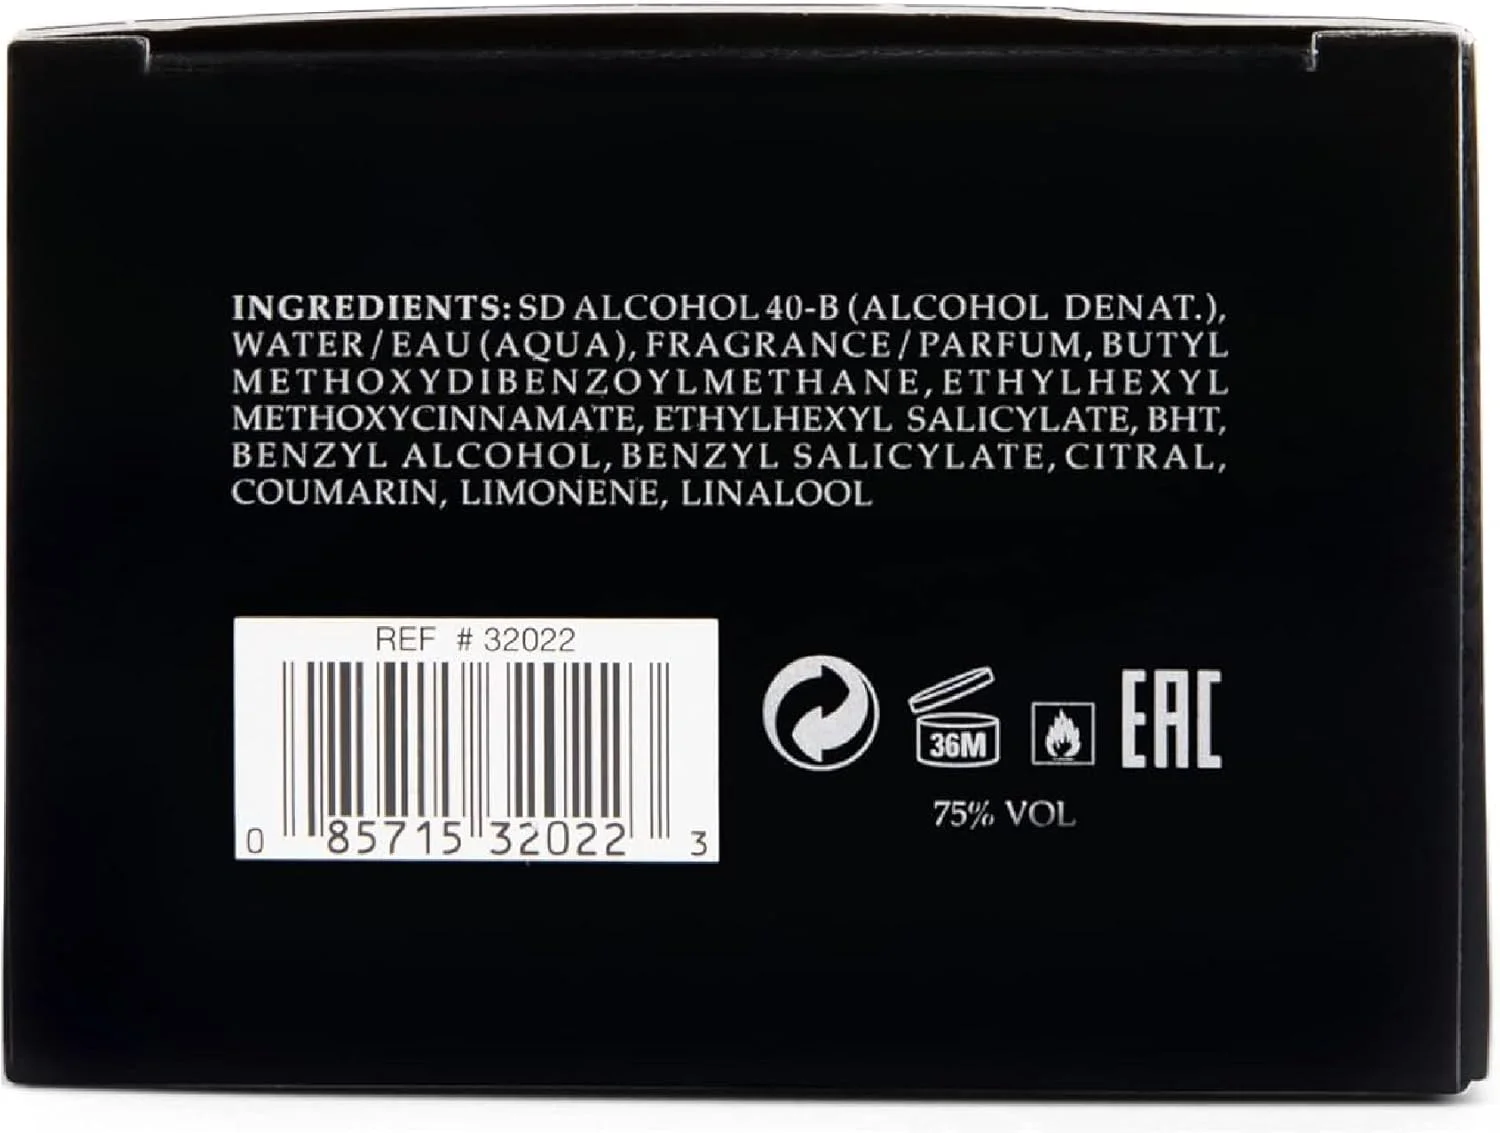 INGREDIENTS: SD ALCOHOL 40-B (ALCOHOL DENAT.),
WATER/EAU (AQUA), FRAGRANCE/PARFUM, BUTYL
METHOXYDIBENZOYLMETHANE, ETHYLHEXYL
METHOXYCINNAMATE, ETHYLHEXYL SALICYLATE, BHT,
BENZYL ALCOHOL, BENZYL SALICYLATE, CITRAL,
COUMARIN, LIMONENE, LINALOOL
REF # 32022
0 85715 32022 3
36M
EAC
75% VOL